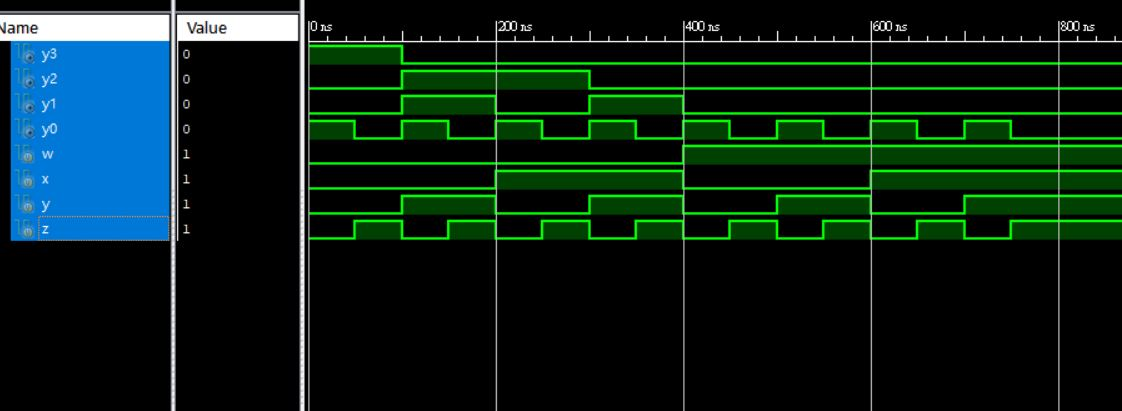 Name Value 0 ns 200 ns 400 ns 600 ns 800 ns
y3 0
y2 0
y1 0
y0 0
w 1
x 1
y 1
z 1